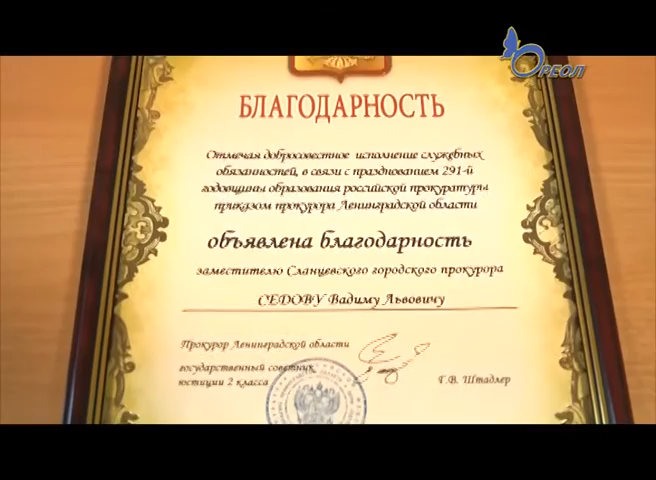 ОРЕОЛ
БЛАГОДАРНОСТЬ
Отмечая добросовестное исполнение служебных
обязанностей, в связи с празднованием 291-й
годовщины образования российской прокуратуры
приказом прокурора Ленинградской области
объявлена благодарность
заместителю Сланцевского городского прокурора
СЕДОВУ Вадиму Львовичу
Прокурор Ленинградской области
государственный советник
юстиции 2 класса
Г.В. Штадлер